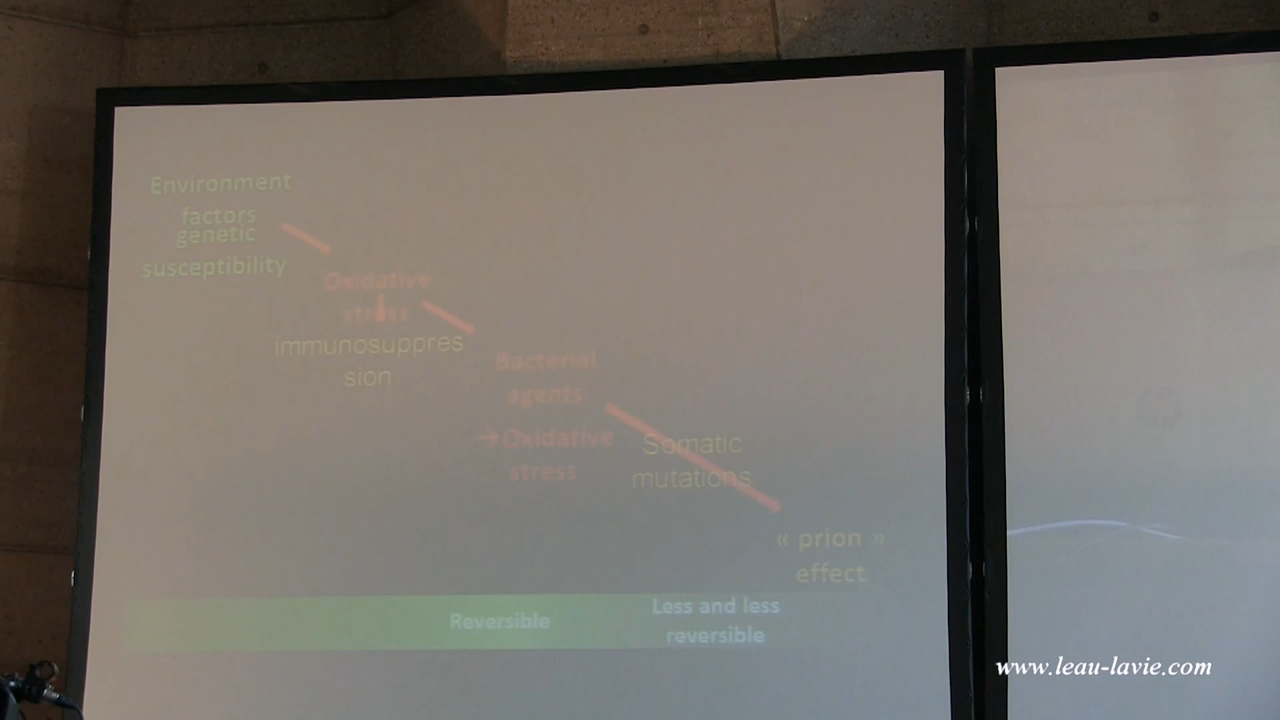 Environment
factors
genetic
susceptibility
Oxidative
stress
immunosuppres
sion
Bacterial
agents
→Oxidative
stress
Somatic
mutations
« prion »
effect
Reversible
Less and less
reversible
www.leau-lavie.com